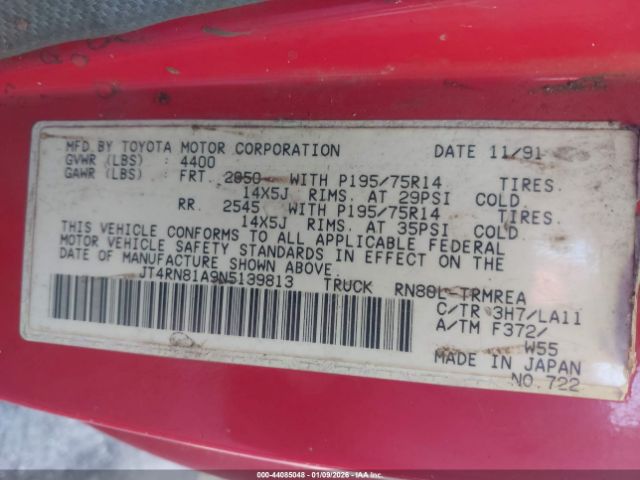 MFD BY TOYOTA MOTOR CORPORATION DATE 11/91
GVWR (LBS) : 4400
GAWR (LBS) : FRT. 2850 WITH P195/75R14 TIRES
14X5J RIMS. AT 29PSI COLD
RR. 2545 WITH P195/75R14 TIRES
14X5J RIMS. AT 35PSI COLD
THIS VEHICLE CONFORMS TO ALL APPLICABLE FEDERAL
MOTOR VEHICLE SAFETY STANDARDS IN EFFECT ON THE
DATE OF MANUFACTURE SHOWN ABOVE.
JT4RN81A9N5139813 TRUCK RN80L-TRMREA
C/TR 3H7/LA11
A/TM F372/
W55
MADE IN JAPAN
NO.722
000-44085048 - 01/09/2026 - IAA Inc.